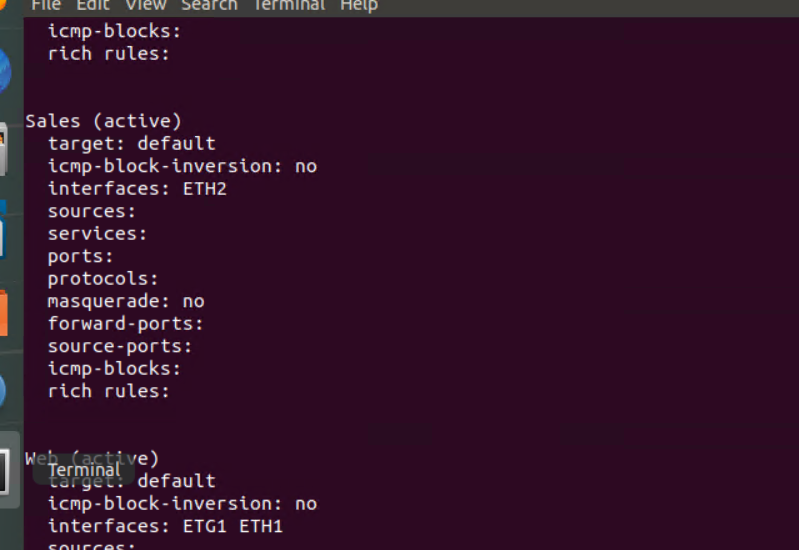 File Edit View Search Terminal Help
icmp-blocks:
rich rules:
Sales (active)
target: default
icmp-block-inversion: no
interfaces: ETH2
sources:
services:
ports:
protocols:
masquerade: no
forward-ports:
source-ports:
icmp-blocks:
rich rules:
Web (active)
Terminal
target: default
icmp-block-inversion: no
interfaces: ETG1 ETH1
sources: